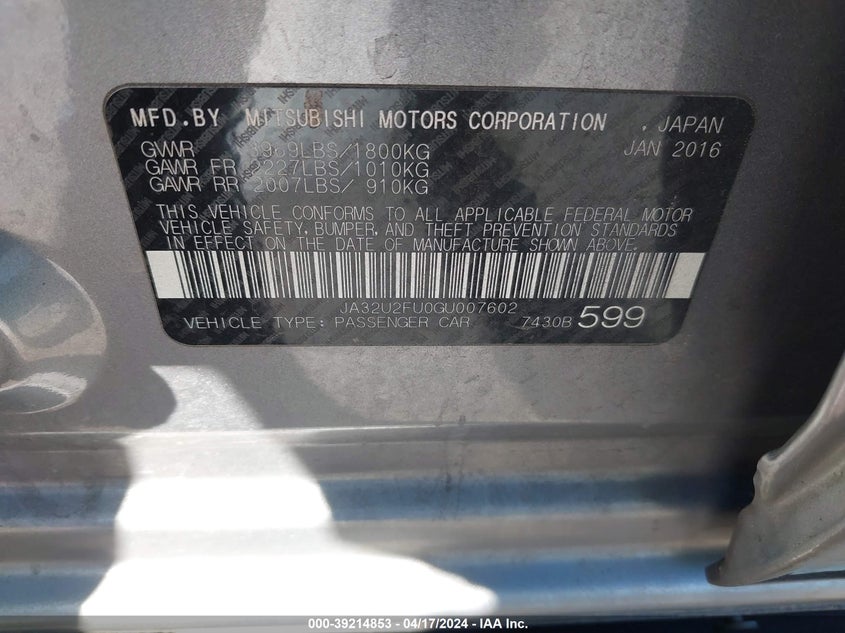 MFD.BY MITSUBISHI MOTORS CORPORATION , JAPAN
GVWR 3969LBS/1800KG JAN 2016
GAWR FR 2227LBS/1010KG
GAWR RR 2007LBS/ 910KG
THIS VEHICLE CONFORMS TO ALL APPLICABLE FEDERAL MOTOR
VEHICLE SAFETY, BUMPER, AND THEFT PREVENTION STANDARDS
IN EFFECT ON THE DATE OF MANUFACTURE SHOWN ABOVE.
JA32U2FU0GU007602
VEHICLE TYPE: PASSENGER CAR 7430B 599
000-39214853 - 04/17/2024 - IAA Inc.